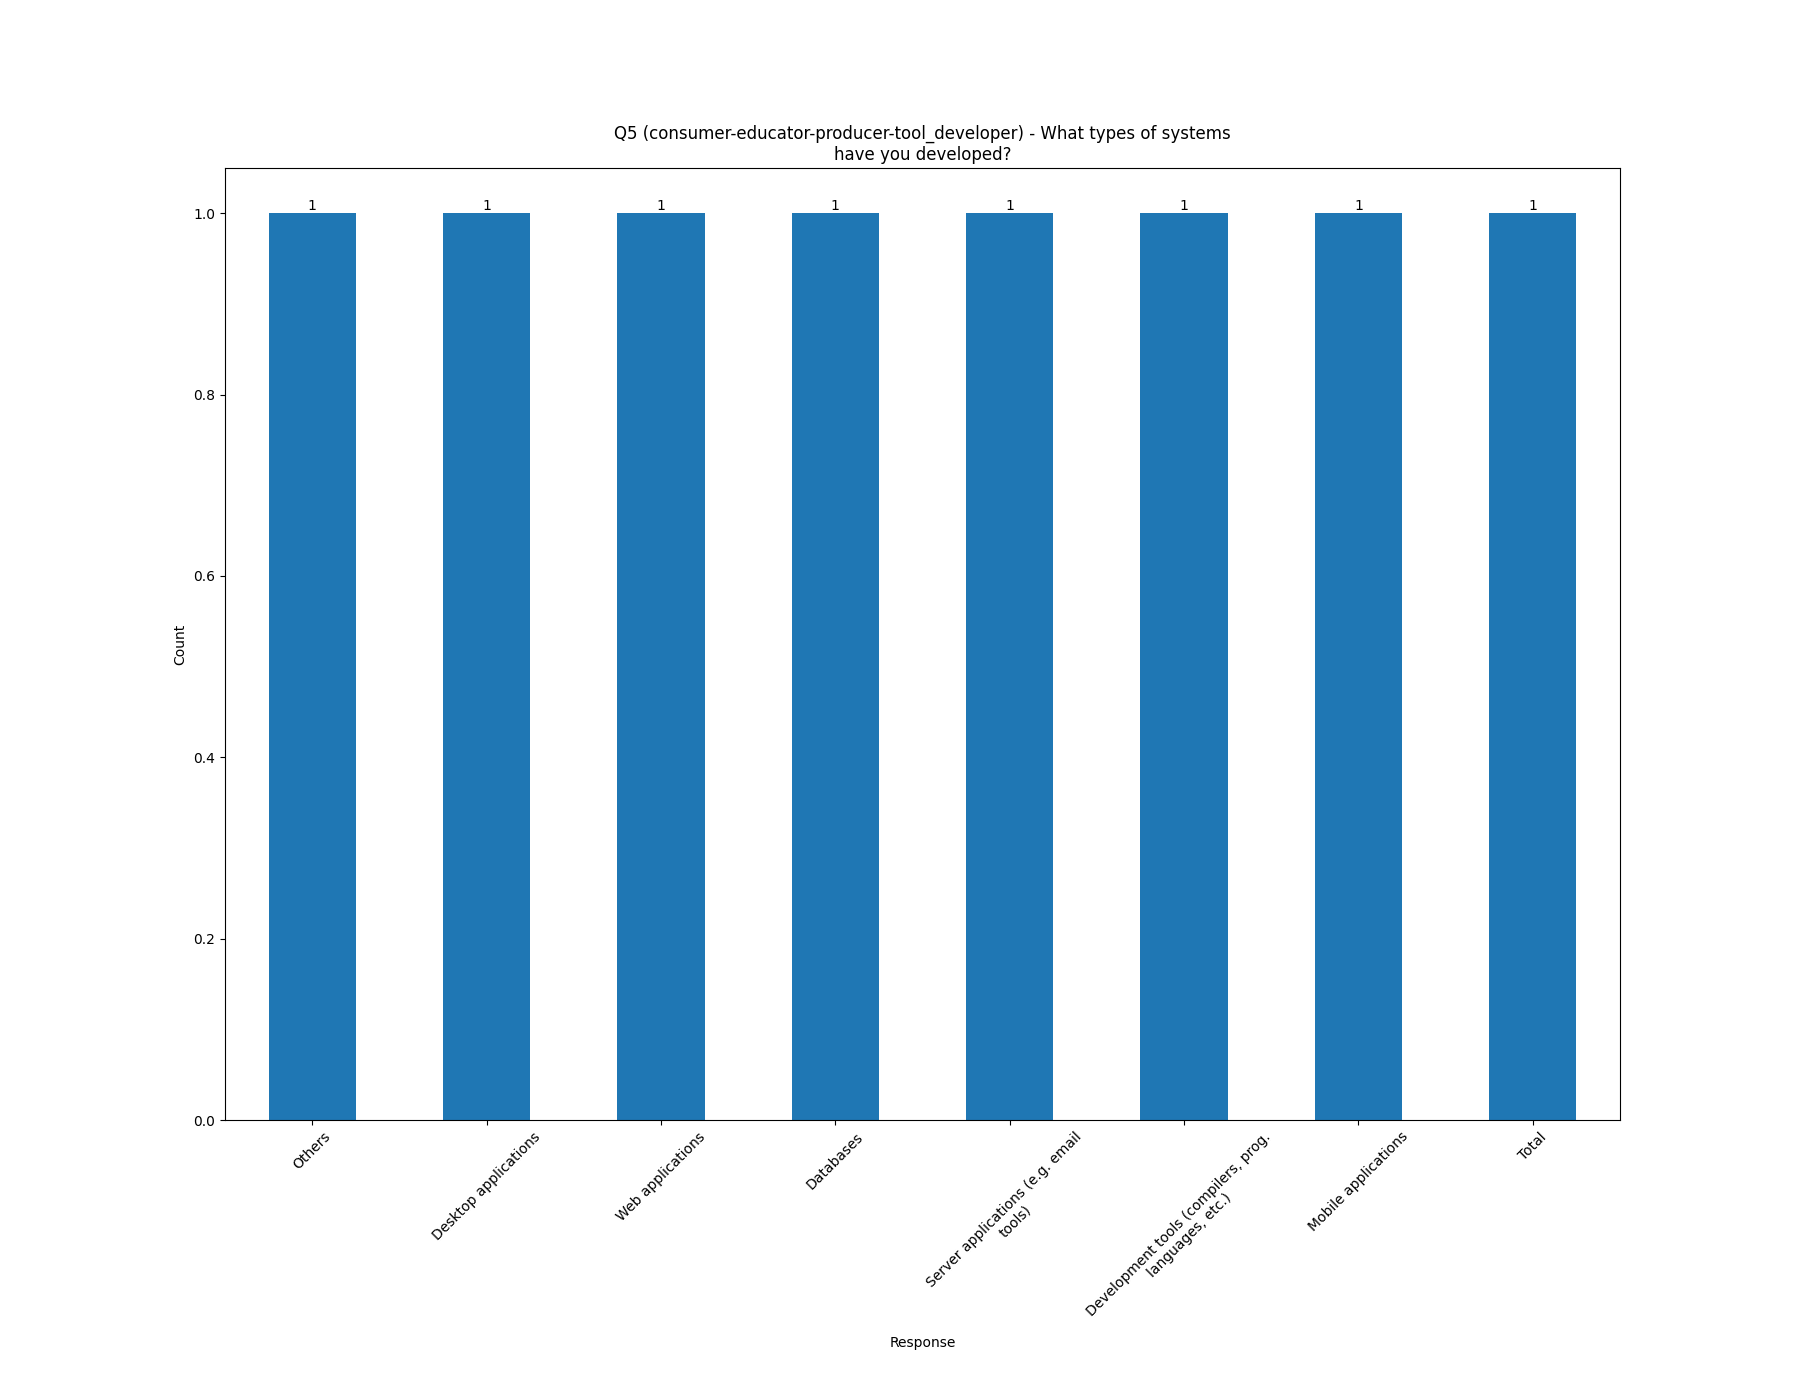 Q5 (consumer-educator-producer-tool_developer) - What types of systems
have you developed?
1
1
1
1
1
1
1
1
1.0
0.8
0.6
0.4
0.2
0.0
Count
Others
Desktop applications
Web applications
Databases
Server applications (e.g. email
tools)
Development tools (compilers, prog.
languages, etc.)
Mobile applications
Total
Response